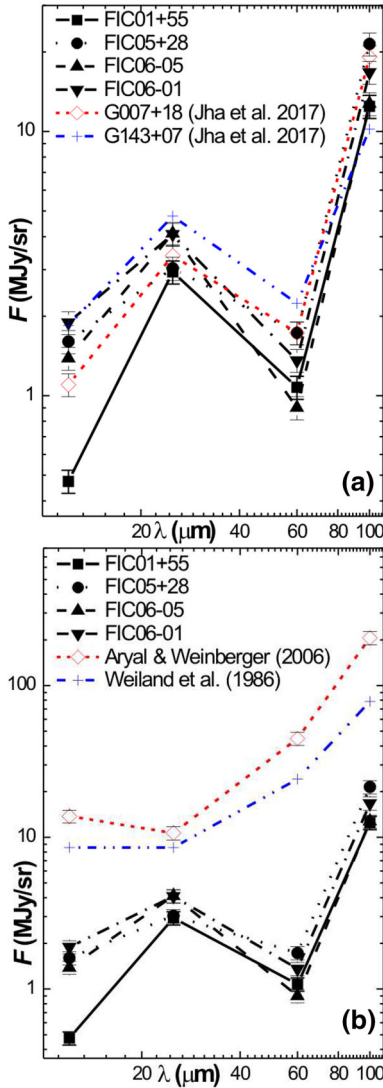 FIC01+55
FIC05+28
FIC06-05
FIC06-01
G007+18 (Jha et al. 2017)
G143+07 (Jha et al. 2017)
10
1
F (MJy/sr)
(a)
20 40 60 80 100
λ (μm)
FIC01+55
FIC05+28
FIC06-05
FIC06-01
Aryal & Weinberger (2006)
Weiland et al. (1986)
100
10
1
F (MJy/sr)
(b)
20 40 60 80 100
λ (μm)